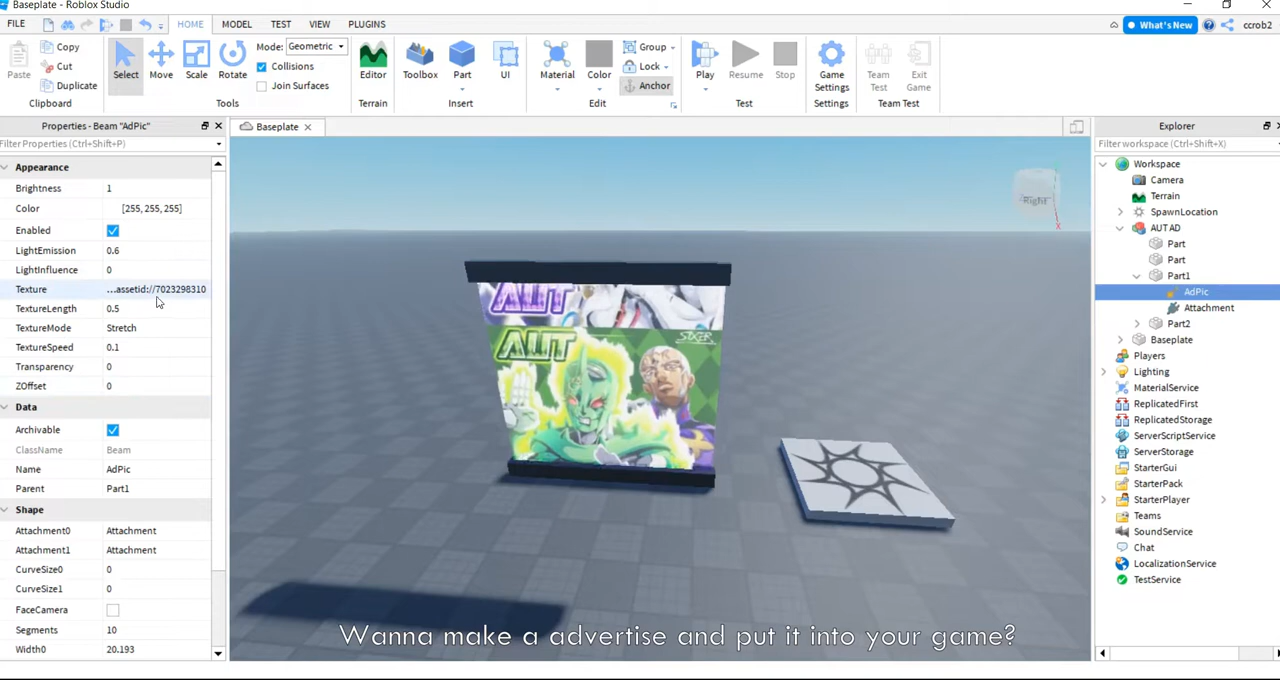 Baseplate - Roblox Studio
FILE HOME MODEL TEST VIEW PLUGINS What's New ccrob2
Paste Copy Cut Duplicate Select Move Scale Rotate Mode: Geometric Collisions Join Surfaces Editor Toolbox Part UI Material Color Group Lock Anchor Play Resume Stop Game Settings Team Test Exit Game
Clipboard Tools Terrain Insert Edit Test Settings Team Test
Properties - Beam "AdPic"
Filter Properties (Ctrl+Shift+P)
Appearance
Brightness 1
Color [255, 255, 255]
Enabled
LightEmission 0.6
LightInfluence 0
Texture ...assetid://7023298310
TextureLength 0.5
TextureMode Stretch
TextureSpeed 0.1
Transparency 0
ZOffset 0
Data
Archivable
ClassName Beam
Name AdPic
Parent Part1
Shape
Attachment0 Attachment
Attachment1 Attachment
CurveSize0 0
CurveSize1 0
FaceCamera
Segments 10
Width0 20.193
Baseplate
Right
AUT
AUT
Wanna make a advertise and put it into your game?
Explorer
Filter workspace (Ctrl+Shift+X)
Workspace
Camera
Terrain
SpawnLocation
AUT AD
Part
Part
Part1
AdPic
Attachment
Part2
Baseplate
Players
Lighting
MaterialService
ReplicatedFirst
ReplicatedStorage
ServerScriptService
ServerStorage
StarterGui
StarterPack
StarterPlayer
Teams
SoundService
Chat
LocalizationService
TestService